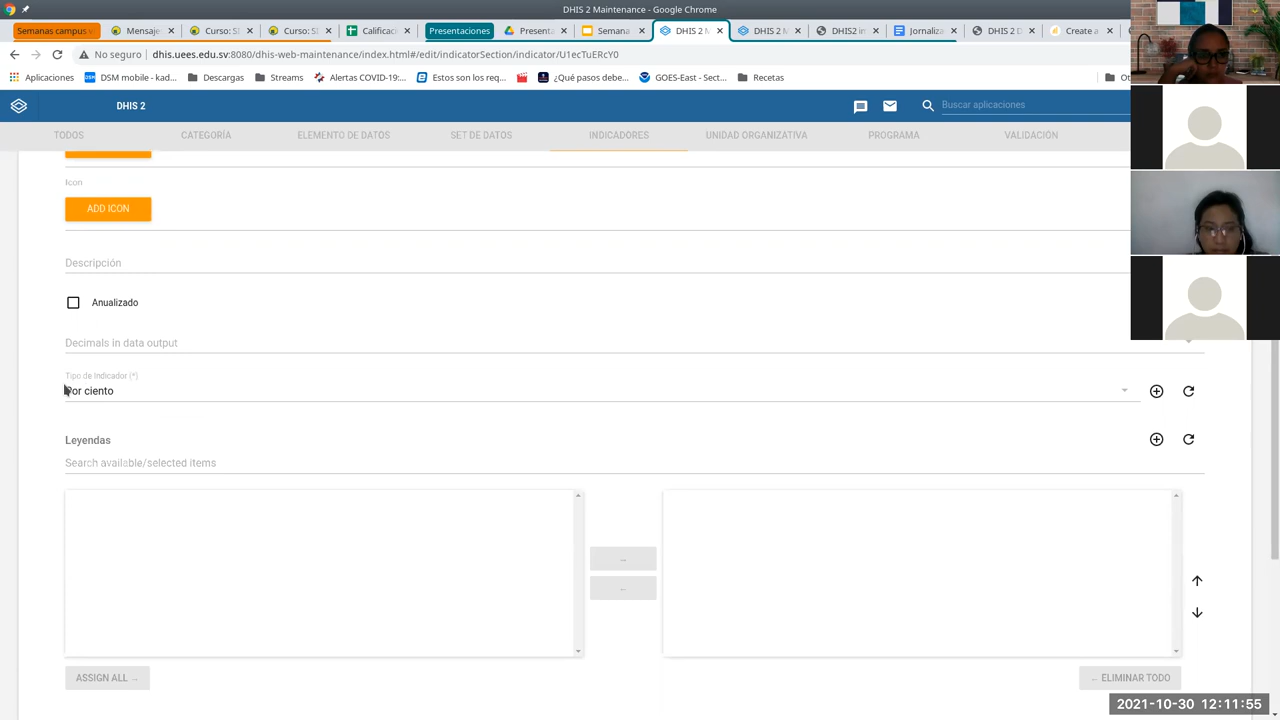 DHIS 2 Maintenance - Google Chrome
Semanas campus v
Mensaje
Curso: SI
Curso: SI
Calificac
Presentaciones
Present
Semana
DHIS 2 M
DHIS 2 M
DHIS2 in
Jornaliza
DHIS 2 D
Create a
No seguro
dhis.uees.edu.sv:8080/dhis-web-maintenance/index.html#/edit/indicatorSection/indicator/
ecTuERcY0
Aplicaciones
DSM mobile - kad...
Descargas
Streams
Alertas COVID-19:...
Estos son los req...
¿Qué pasos debe...
GOES-East - Sect...
Recetas
DHIS 2
Buscar aplicaciones
TODOS
CATEGORÍA
ELEMENTO DE DATOS
SET DE DATOS
INDICADORES
UNIDAD ORGANIZATIVA
PROGRAMA
VALIDACIÓN
Icon
ADD ICON
Descripción
Anualizado
Decimals in data output
Tipo de Indicador (*)
Por ciento
Leyendas
Search available/selected items
→
←
ASSIGN ALL →
← ELIMINAR TODO
2021-10-30 12:11:55